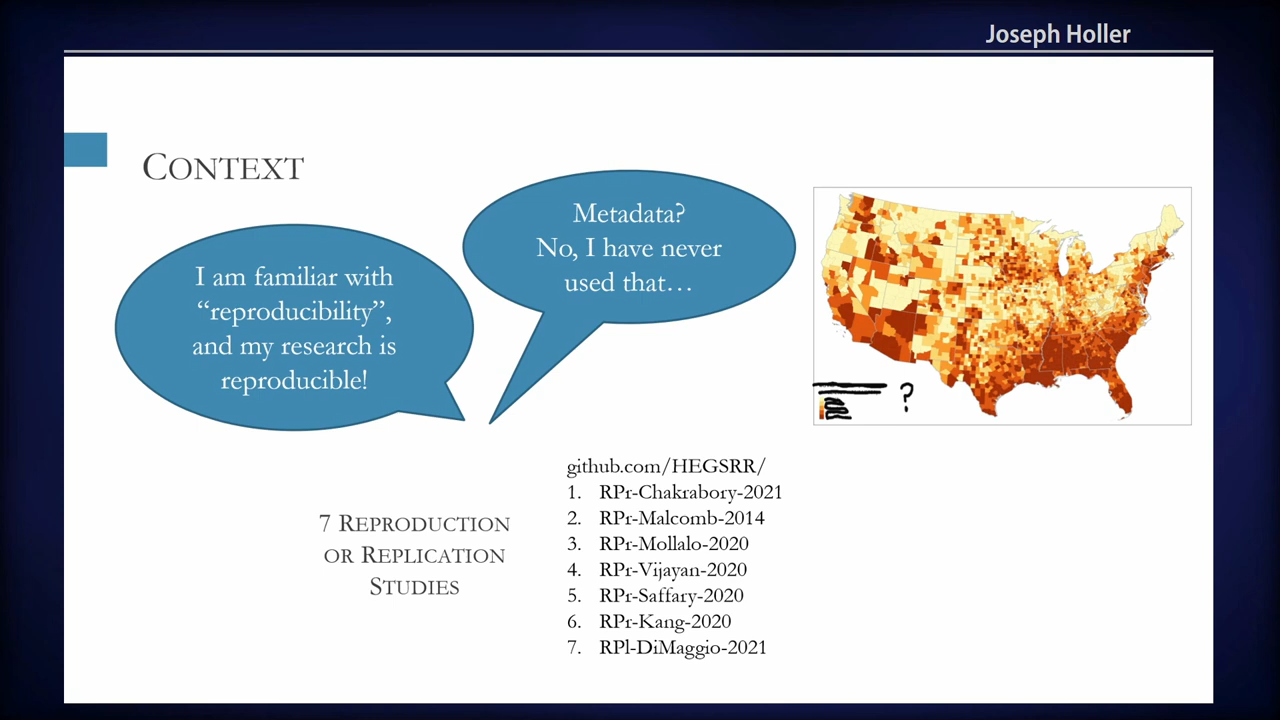 Joseph Holler
CONTEXT
I am familiar with
“reproducibility”,
and my research is
reproducible!
Metadata?
No, I have never
used that…
?
github.com/HEGSRR/
1. RPr-Chakrabory-2021
2. RPr-Malcomb-2014
3. RPr-Mollalo-2020
4. RPr-Vijayan-2020
5. RPr-Saffary-2020
6. RPr-Kang-2020
7. RPl-DiMaggio-2021
7 REPRODUCTION
OR REPLICATION
STUDIES